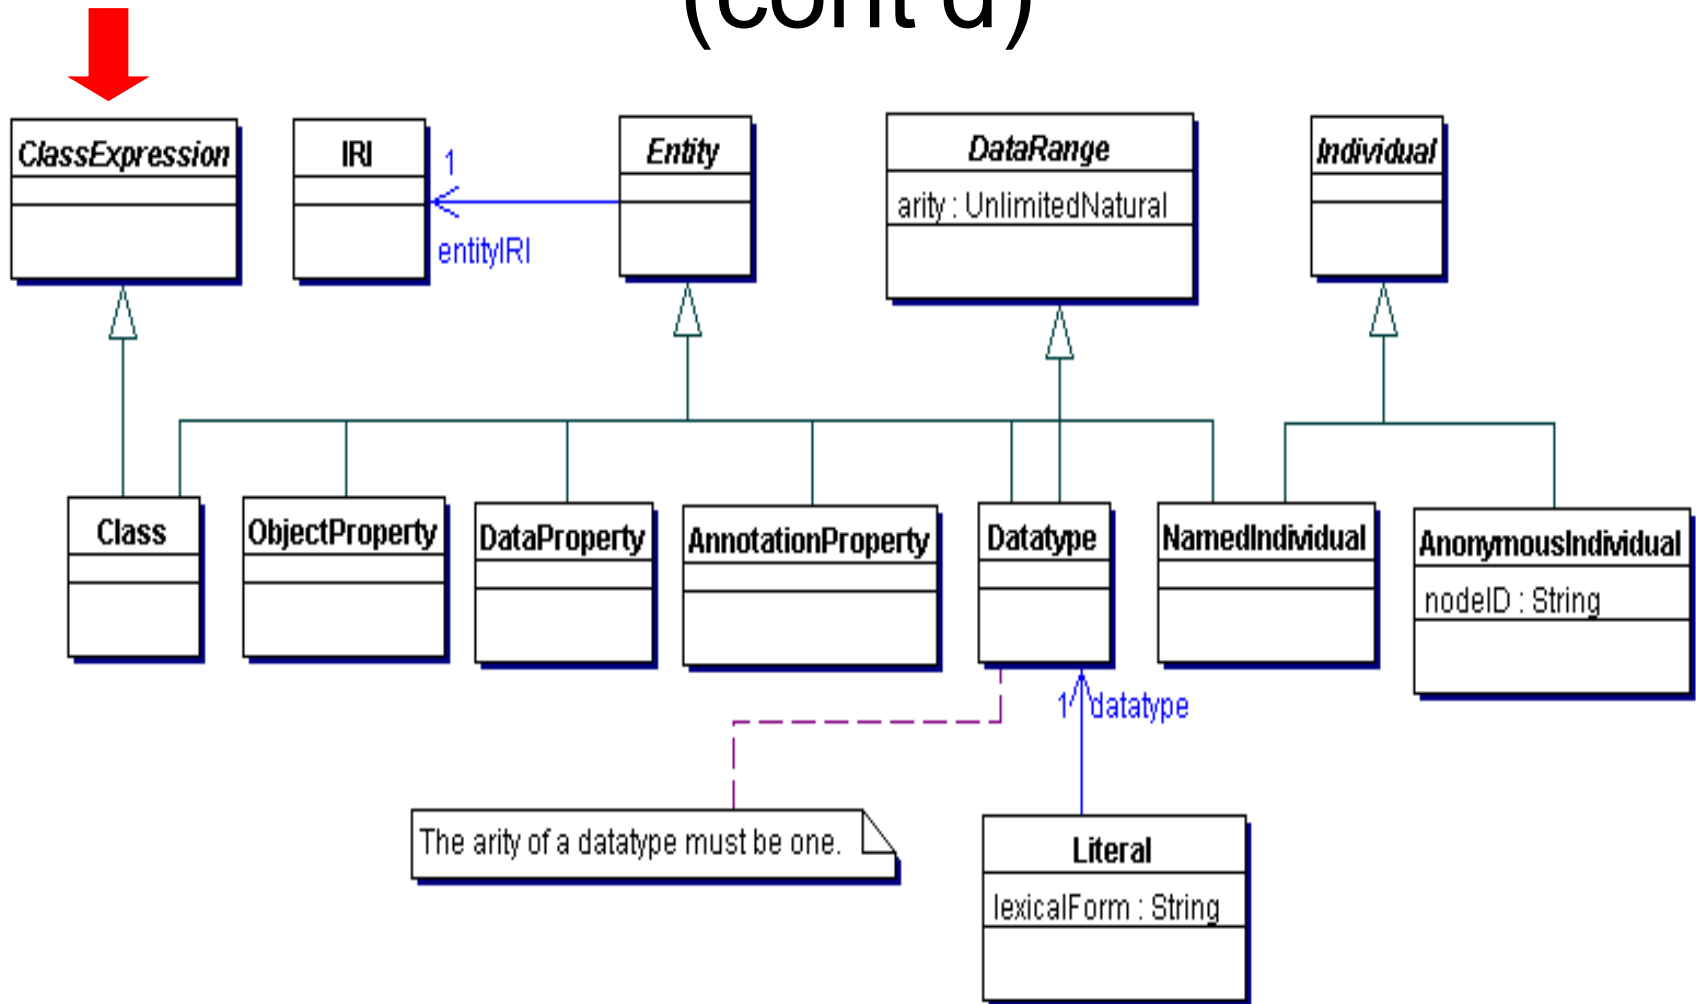 (cont'd)
ClassExpression
IRI
1
entityIRI
Entity
DataRange
arity : UnlimitedNatural
Individual
Class
ObjectProperty
DataProperty
AnnotationProperty
Datatype
NamedIndividual
AnonymousIndividual
nodeID : String
1 datatype
The arity of a datatype must be one.
Literal
lexicalForm : String